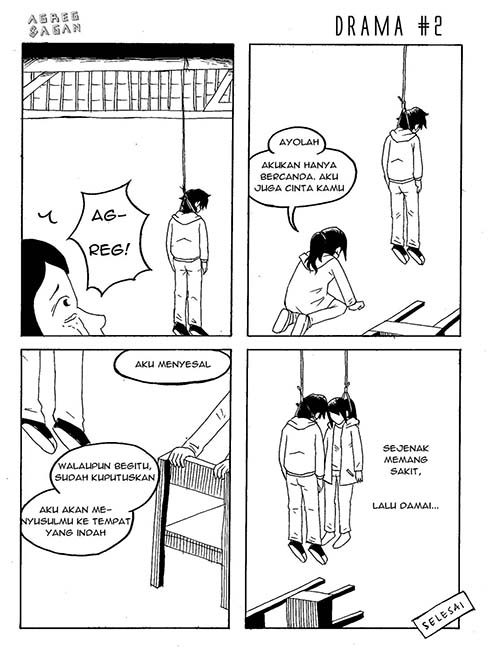 AGREG
SAGAN
DRAMA #2
AG-
REG!
AYOLAH
AKUKAN HANYA
BERCANDA. AKU
JUGA CINTA KAMU
AKU MENYESAL
WALAUPUN BEGITU,
SUDAH KUPUTUSKAN
AKU AKAN ME-
NYUSULMU KE TEMPAT
YANG INDAH
SEJENAK
MEMANG
SAKIT,
LALU DAMAI...
SELESAI